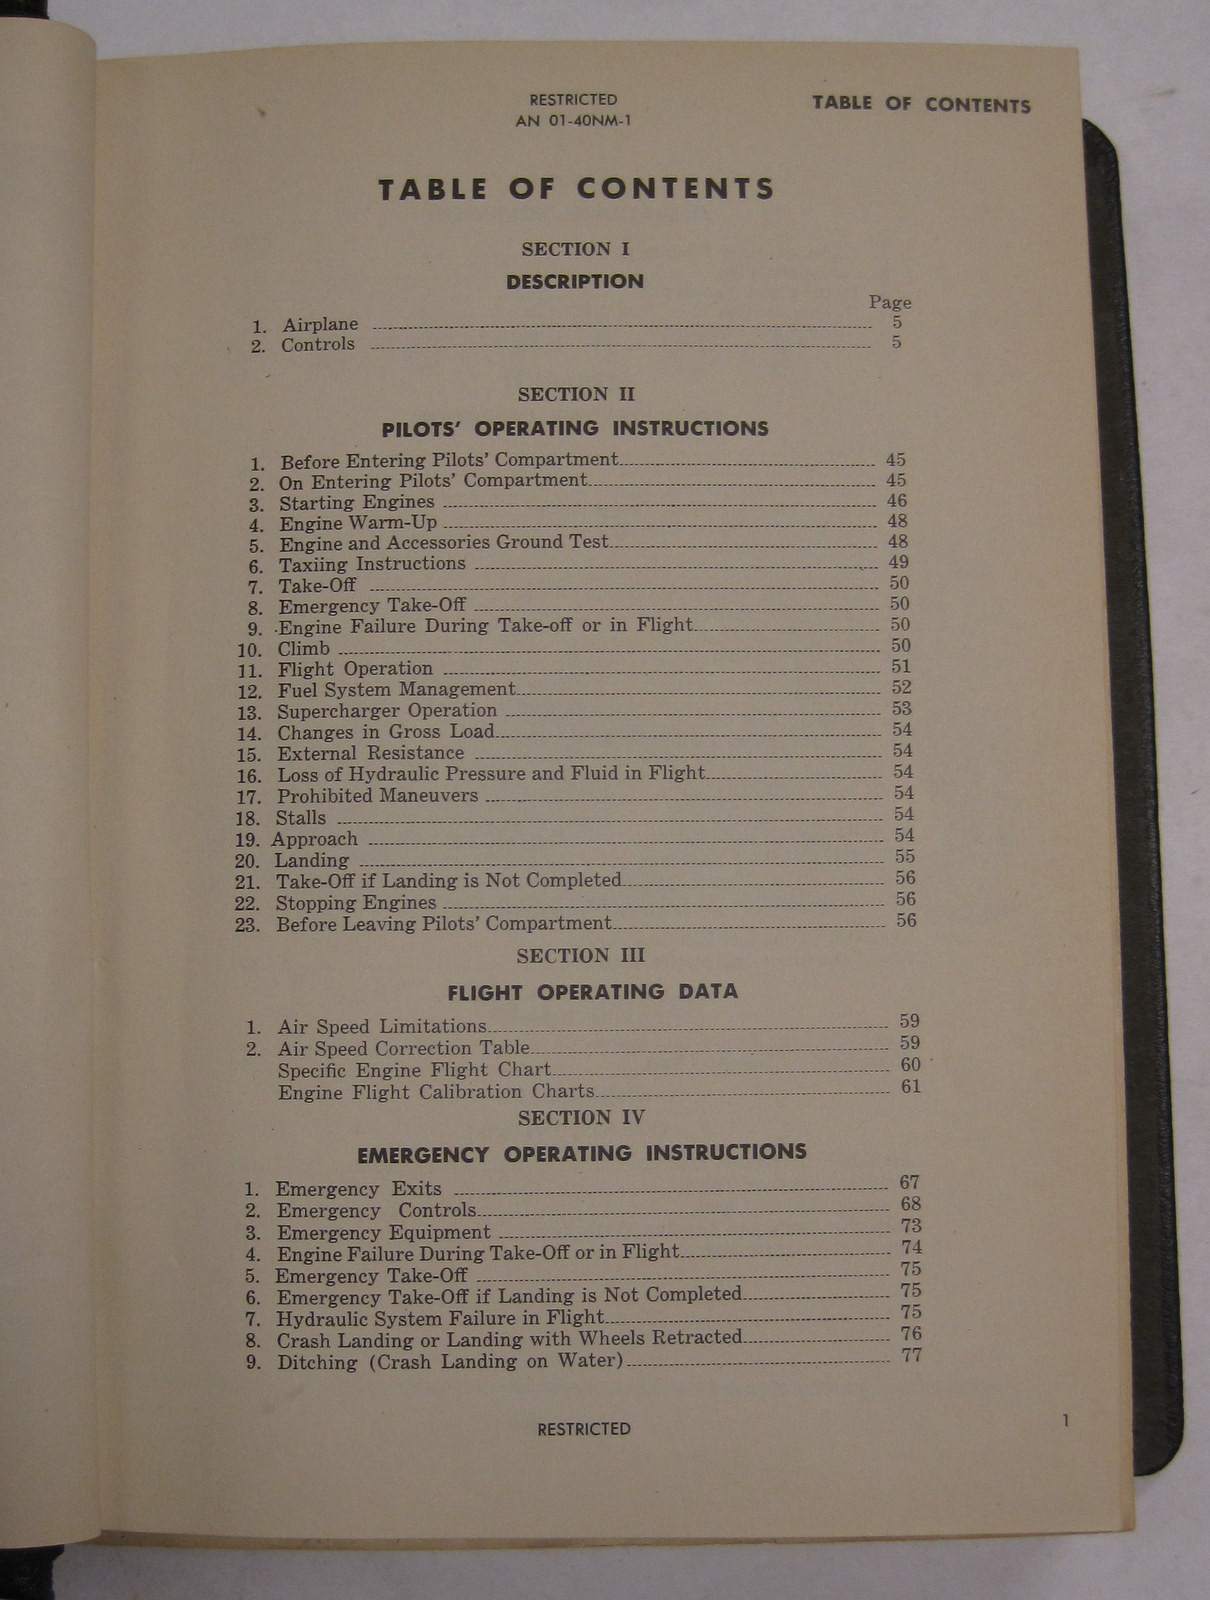 RESTRICTED
AN 01-40NM-1
TABLE OF CONTENTS
TABLE OF CONTENTS
SECTION I
DESCRIPTION
Page
1. Airplane 5
2. Controls 5
SECTION II
PILOTS' OPERATING INSTRUCTIONS
1. Before Entering Pilots' Compartment 45
2. On Entering Pilots' Compartment 45
3. Starting Engines 46
4. Engine Warm-Up 48
5. Engine and Accessories Ground Test 48
6. Taxiing Instructions 49
7. Take-Off 50
8. Emergency Take-Off 50
9. Engine Failure During Take-off or in Flight 50
10. Climb 50
11. Flight Operation 51
12. Fuel System Management 52
13. Supercharger Operation 53
14. Changes in Gross Load 54
15. External Resistance 54
16. Loss of Hydraulic Pressure and Fluid in Flight 54
17. Prohibited Maneuvers 54
18. Stalls 54
19. Approach 54
20. Landing 55
21. Take-Off if Landing is Not Completed 56
22. Stopping Engines 56
23. Before Leaving Pilots' Compartment 56
SECTION III
FLIGHT OPERATING DATA
1. Air Speed Limitations 59
2. Air Speed Correction Table 59
Specific Engine Flight Chart 60
Engine Flight Calibration Charts 61
SECTION IV
EMERGENCY OPERATING INSTRUCTIONS
1. Emergency Exits 67
2. Emergency Controls 68
3. Emergency Equipment 73
4. Engine Failure During Take-Off or in Flight 74
5. Emergency Take-Off 75
6. Emergency Take-Off if Landing is Not Completed 75
7. Hydraulic System Failure in Flight 75
8. Crash Landing or Landing with Wheels Retracted 76
9. Ditching (Crash Landing on Water) 77
RESTRICTED
1